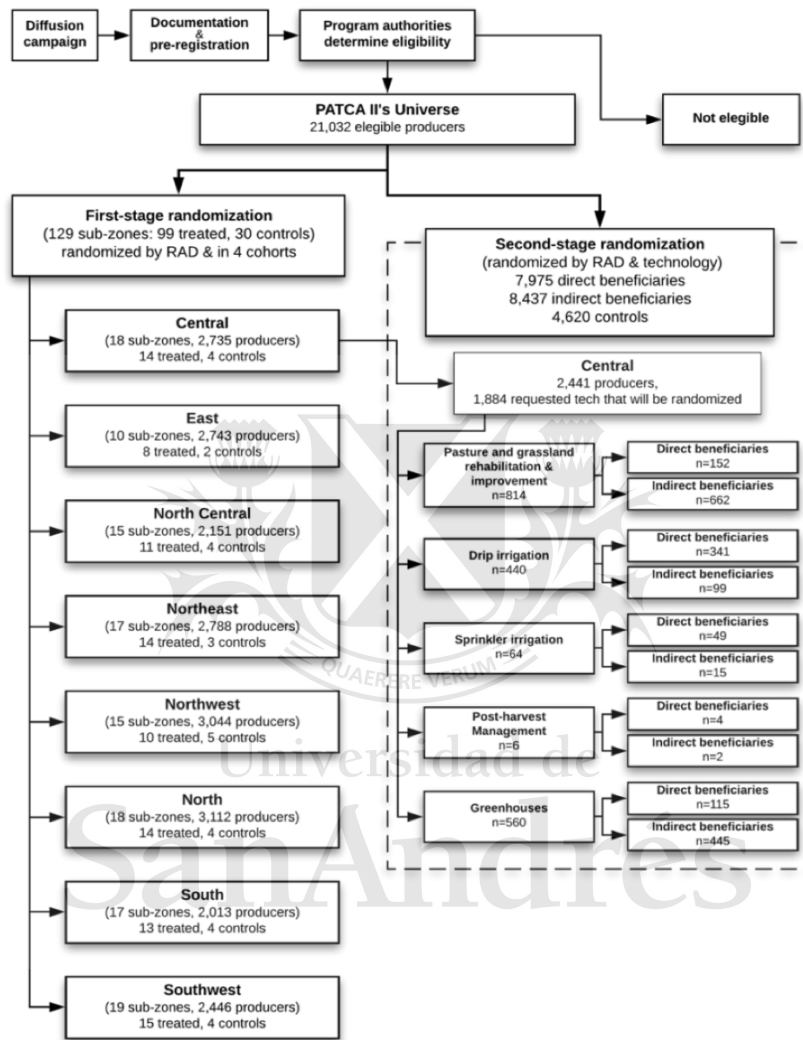 Diffusion
campaign
Documentation
&
pre-registration
Program authorities
determine eligibility
PATCA II's Universe
21,032 elegible producers
Not elegible
First-stage randomization
(129 sub-zones: 99 treated, 30 controls)
randomized by RAD & in 4 cohorts
Second-stage randomization
(randomized by RAD & technology)
7,975 direct beneficiaries
8,437 indirect beneficiaries
4,620 controls
Central
(18 sub-zones, 2,735 producers)
14 treated, 4 controls
East
(10 sub-zones, 2,743 producers)
8 treated, 2 controls
North Central
(15 sub-zones, 2,151 producers)
11 treated, 4 controls
Northeast
(17 sub-zones, 2,788 producers)
14 treated, 3 controls
Northwest
(15 sub-zones, 3,044 producers)
10 treated, 5 controls
North
(18 sub-zones, 3,112 producers)
14 treated, 4 controls
South
(17 sub-zones, 2,013 producers)
13 treated, 4 controls
Southwest
(19 sub-zones, 2,446 producers)
15 treated, 4 controls
Central
2,441 producers,
1,884 requested tech that will be randomized
Pasture and grassland
rehabilitation &
improvement
n=814
Direct beneficiaries
n=152
Indirect beneficiaries
n=662
Drip irrigation
n=440
Direct beneficiaries
n=341
Indirect beneficiaries
n=99
Sprinkler irrigation
n=64
Direct beneficiaries
n=49
Indirect beneficiaries
n=15
Post-harvest
Management
n=6
Direct beneficiaries
n=4
Indirect beneficiaries
n=2
Greenhouses
n=560
Direct beneficiaries
n=115
Indirect beneficiaries
n=445
QUAERERE VERUM
Universidad de
SanAndrés